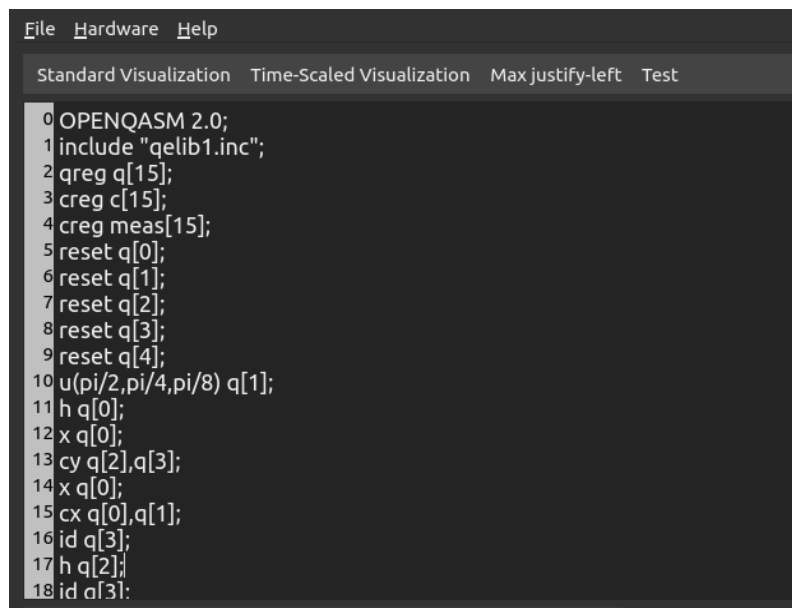 File Hardware Help
Standard Visualization Time-Scaled Visualization Max justify-left Test
0 OPENQASM 2.0;
1 include "qelib1.inc";
2 qreg q[15];
3 creg c[15];
4 creg meas[15];
5 reset q[0];
6 reset q[1];
7 reset q[2];
8 reset q[3];
9 reset q[4];
10 u(pi/2,pi/4,pi/8) q[1];
11 h q[0];
12 x q[0];
13 cy q[2],q[3];
14 x q[0];
15 cx q[0],q[1];
16 id q[3];
17 h q[2];
18 id q[3];